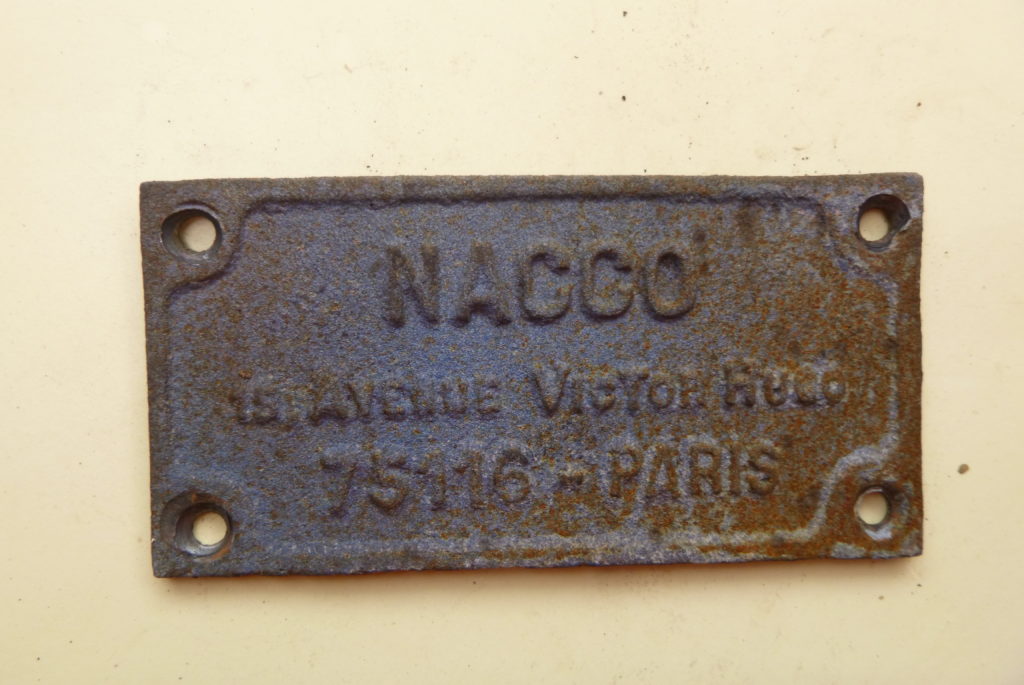 NACCO
15, AVENUE VICTOR HUGO
75116 - PARIS